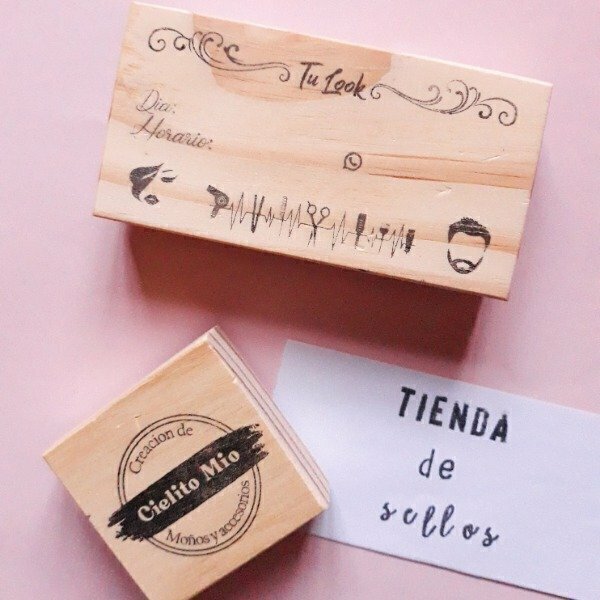 Tu Look
Dia:
Horario:
Creacion de
Cielito Mio
Moños y accesorios
TIENDA
de
sellos